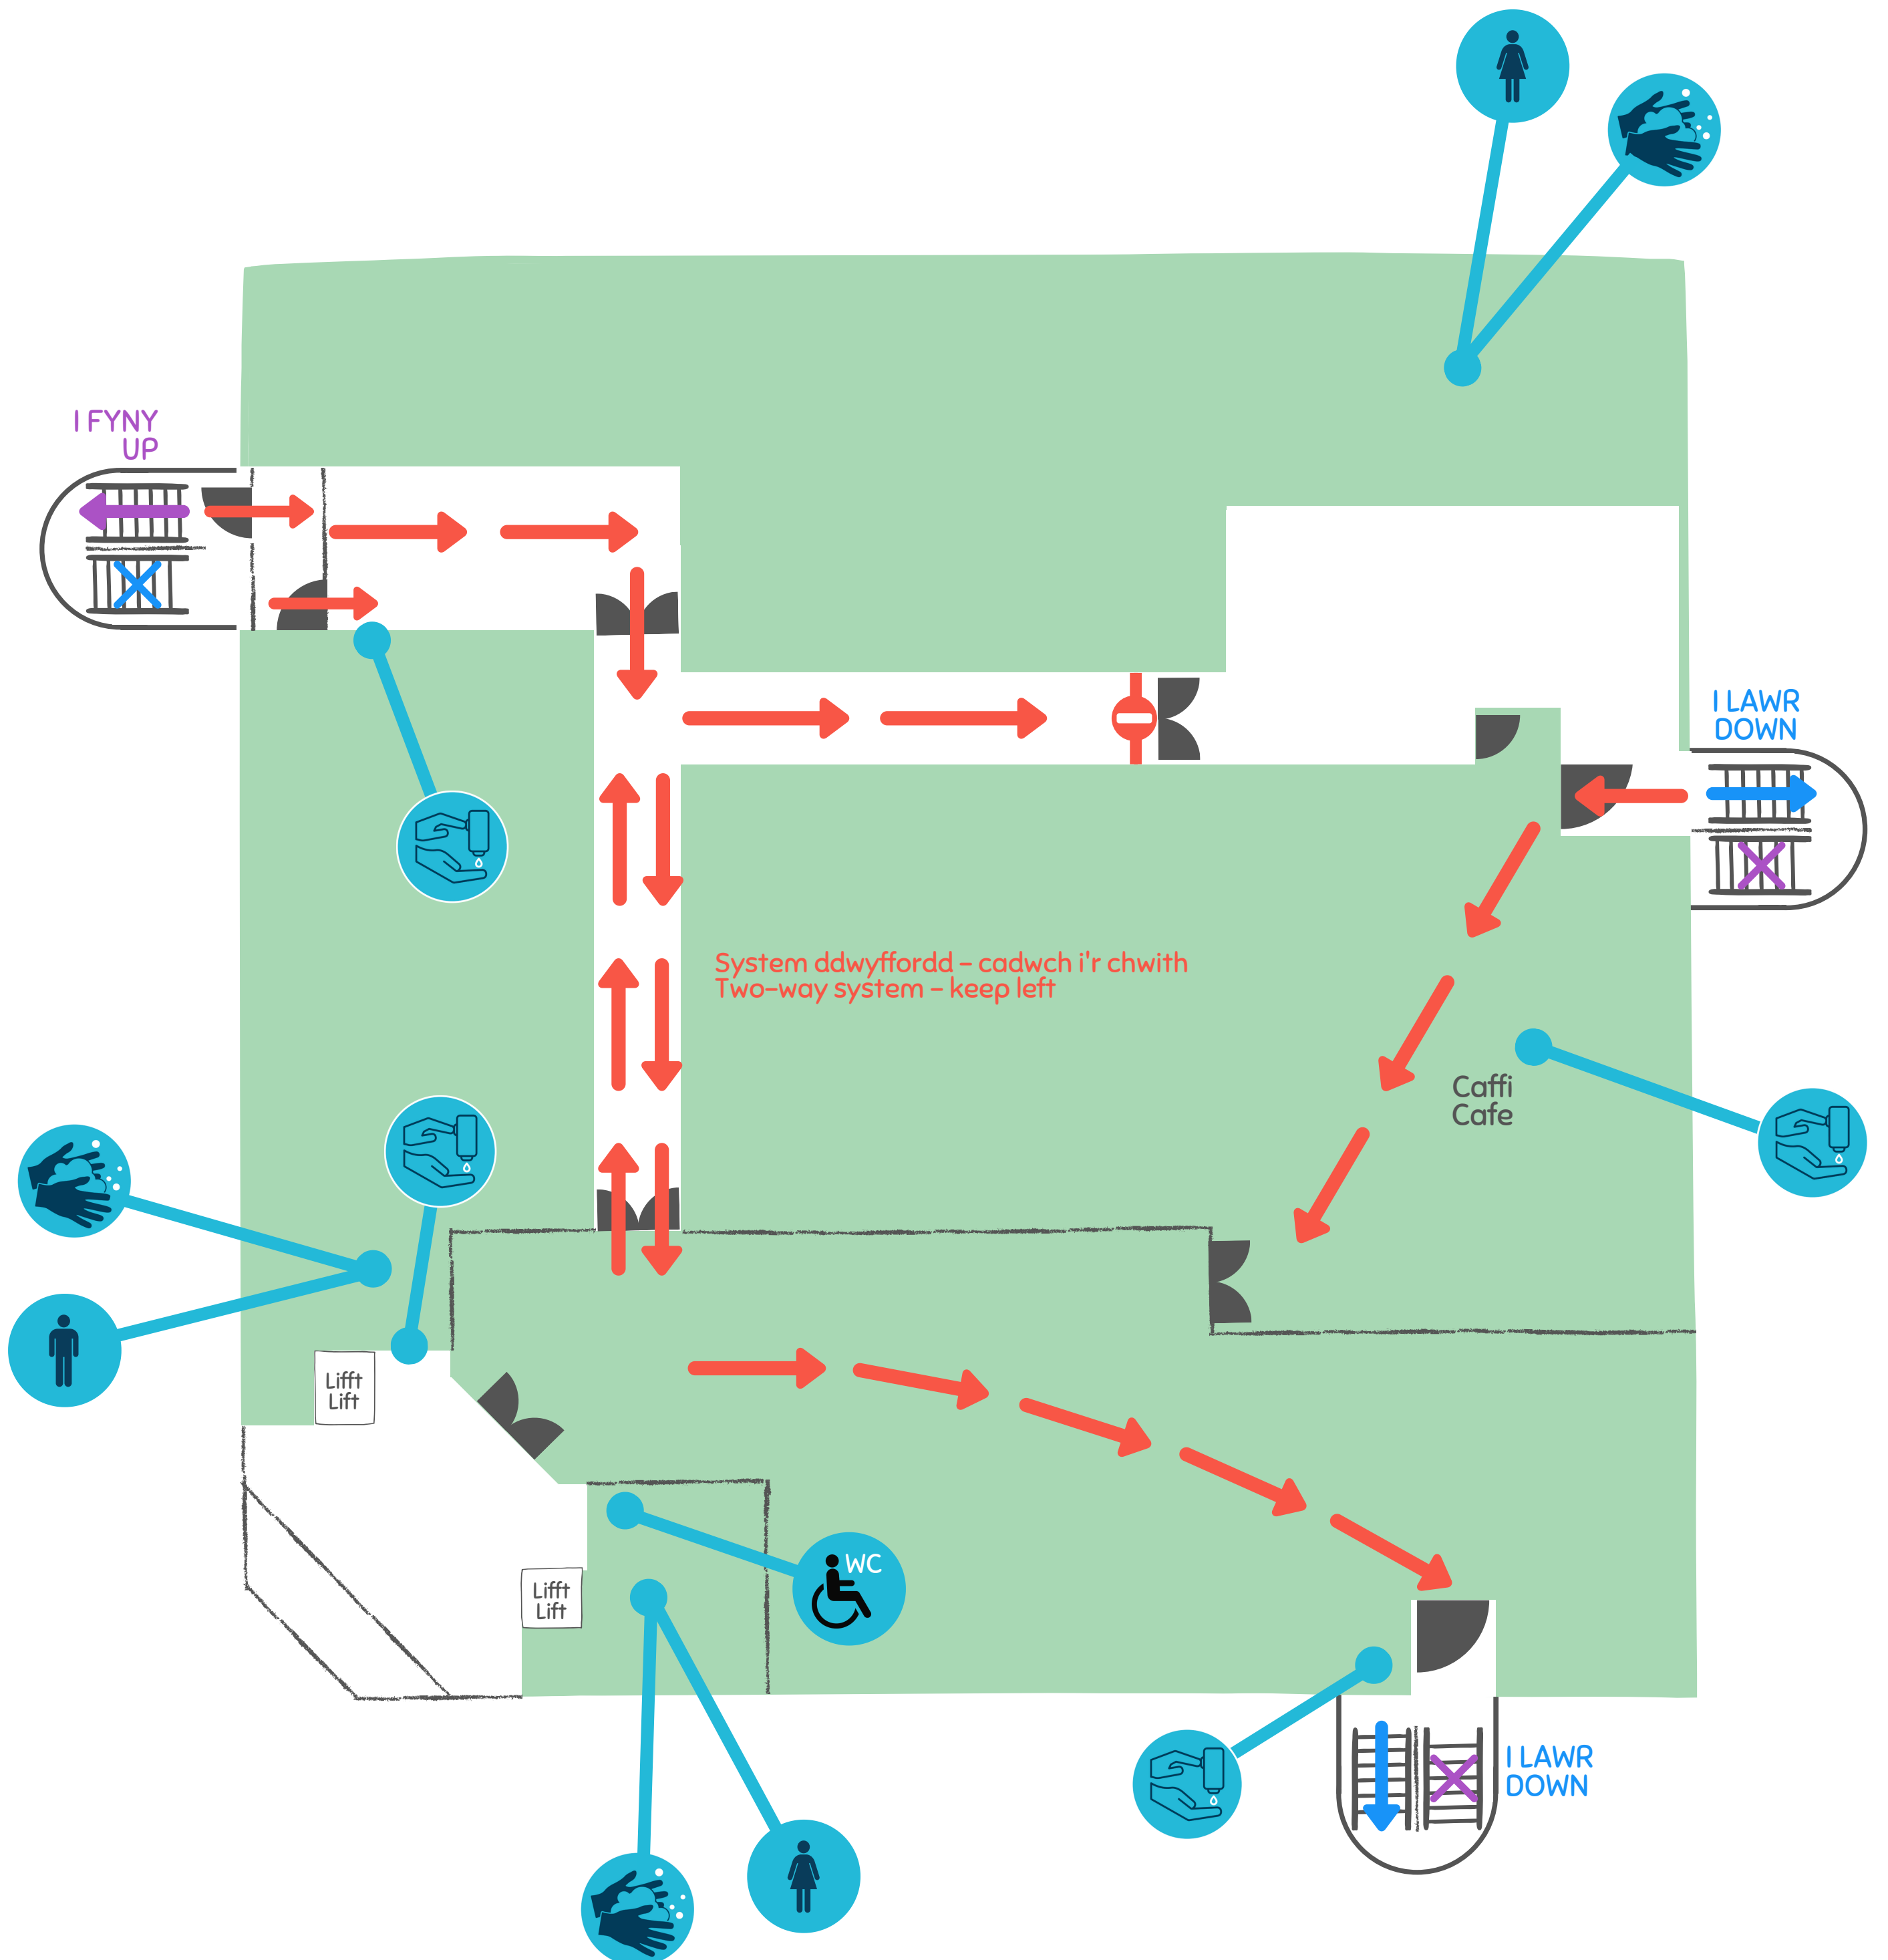 I FYNY
UP
I LAWR
DOWN
System ddwyffordd – cadwch i'r chwith
Two-way system – keep left
Caffi
Cafe
Lifft
Lift
WC
Lifft
Lift
I LAWR
DOWN